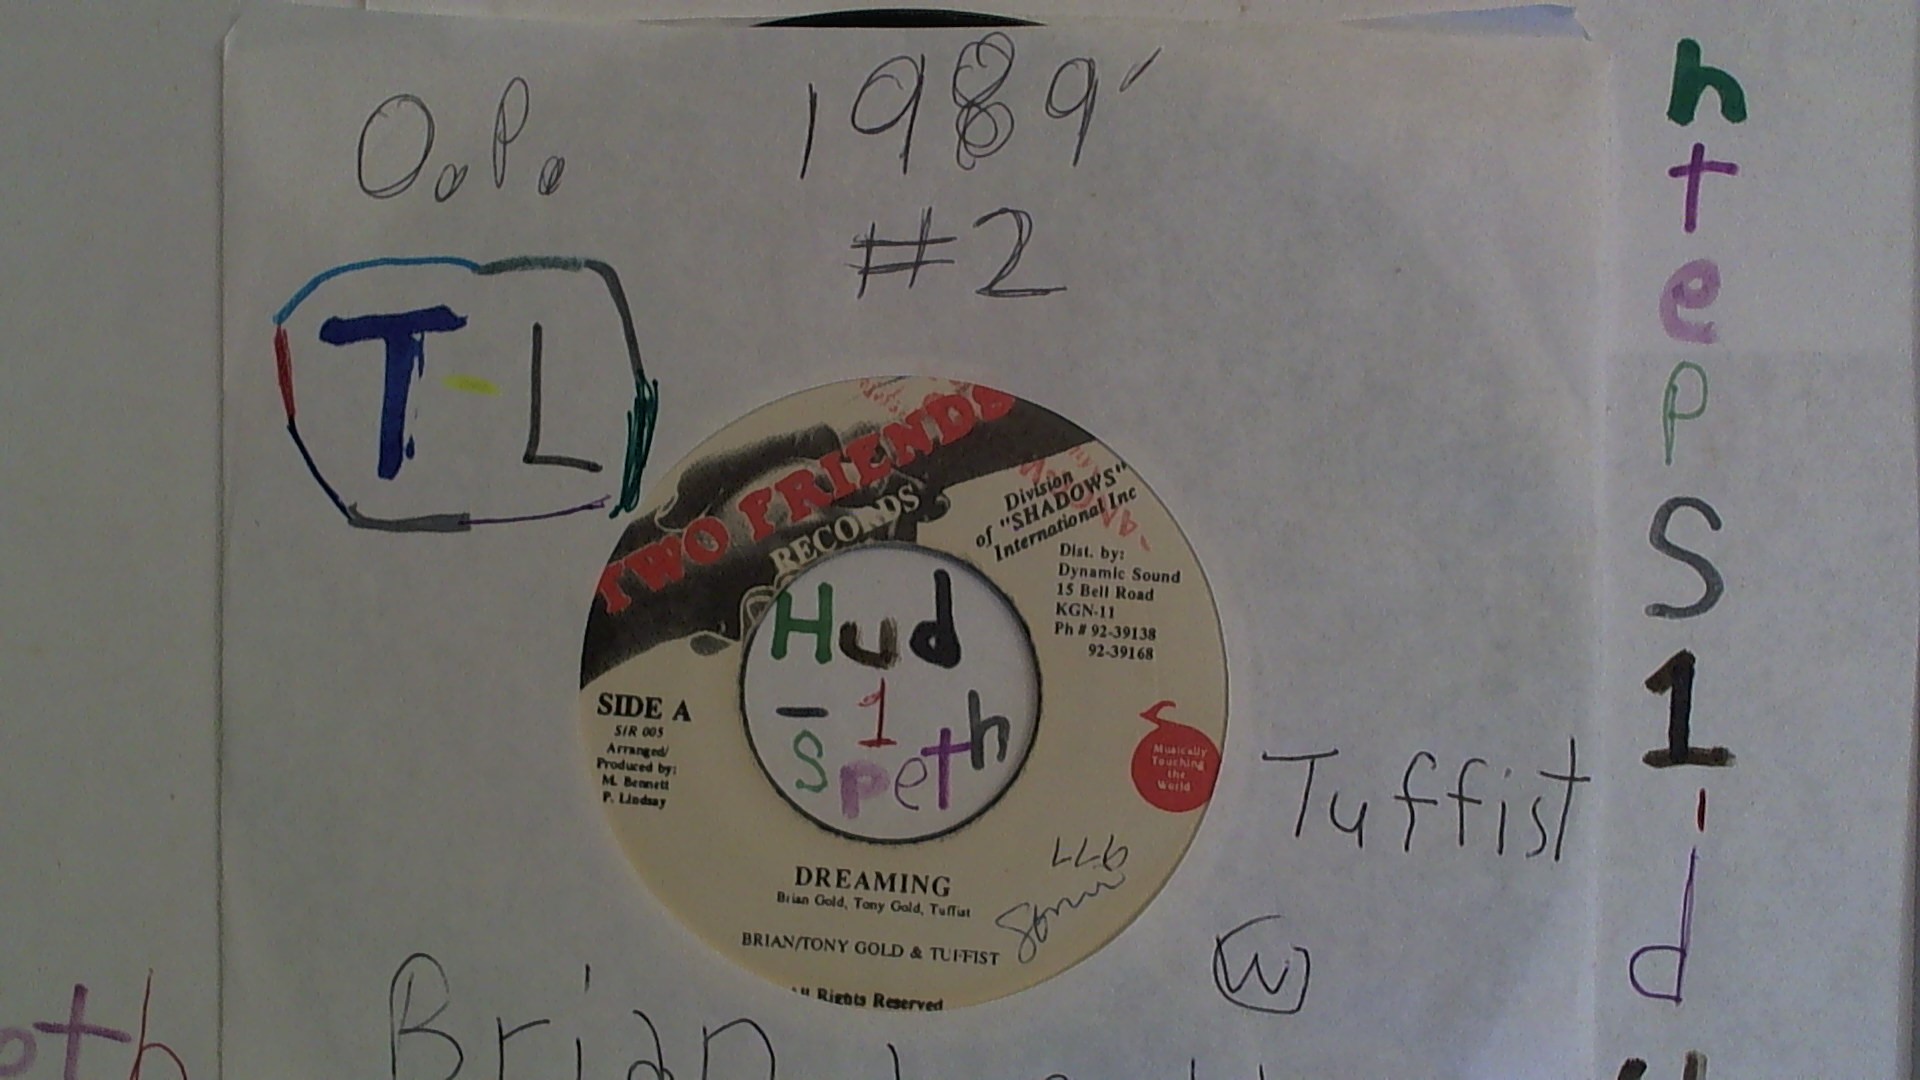 O.P. 1989'
#2
T-L
TWO FRIENDS
RECORDS
Division
of "SHADOWS"
International Inc
Dist. by:
Dynamic Sound
15 Bell Road
KGN-11
Ph # 92-39138
92-39168
Hud
-1
Speth
SIDE A
SIR 005
Arranged/
Produced by:
M. Bennett
P. Lindsay
Musically
Touching
the
World
DREAMING
Brian Gold, Tony Gold, Tuffist
BRIAN/TONY GOLD & TUFFIST
All Rights Reserved
Tuffist
W
Brian
h
t
e
p
S
1
-
d